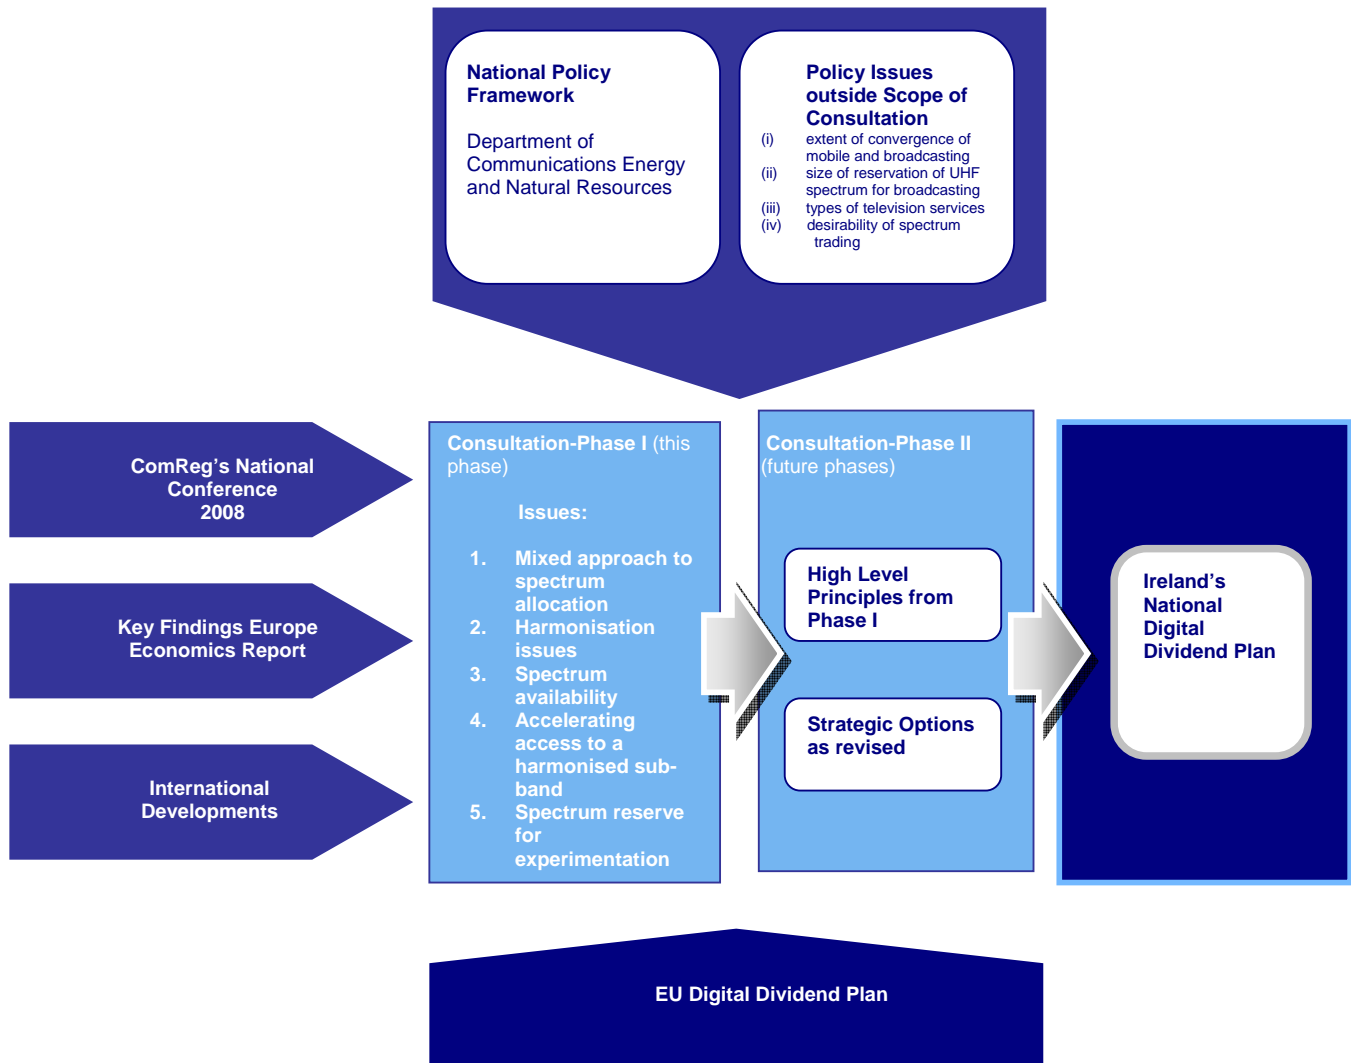 National Policy
Framework
Department of
Communications Energy
and Natural Resources
Policy Issues
outside Scope of
Consultation
(i) extent of convergence of
mobile and broadcasting
(ii) size of reservation of UHF
spectrum for broadcasting
(iii) types of television services
(iv) desirability of spectrum
trading
ComReg's National
Conference
2008
Key Findings Europe
Economics Report
International
Developments
Consultation-Phase I (this
phase)
Issues:
1. Mixed approach to
spectrum
allocation
2. Harmonisation
issues
3. Spectrum
availability
4. Accelerating
access to a
harmonised sub-
band
5. Spectrum reserve
for
experimentation
Consultation-Phase II
(future phases)
High Level
Principles from
Phase I
Strategic Options
as revised
Ireland's
National
Digital
Dividend Plan
EU Digital Dividend Plan